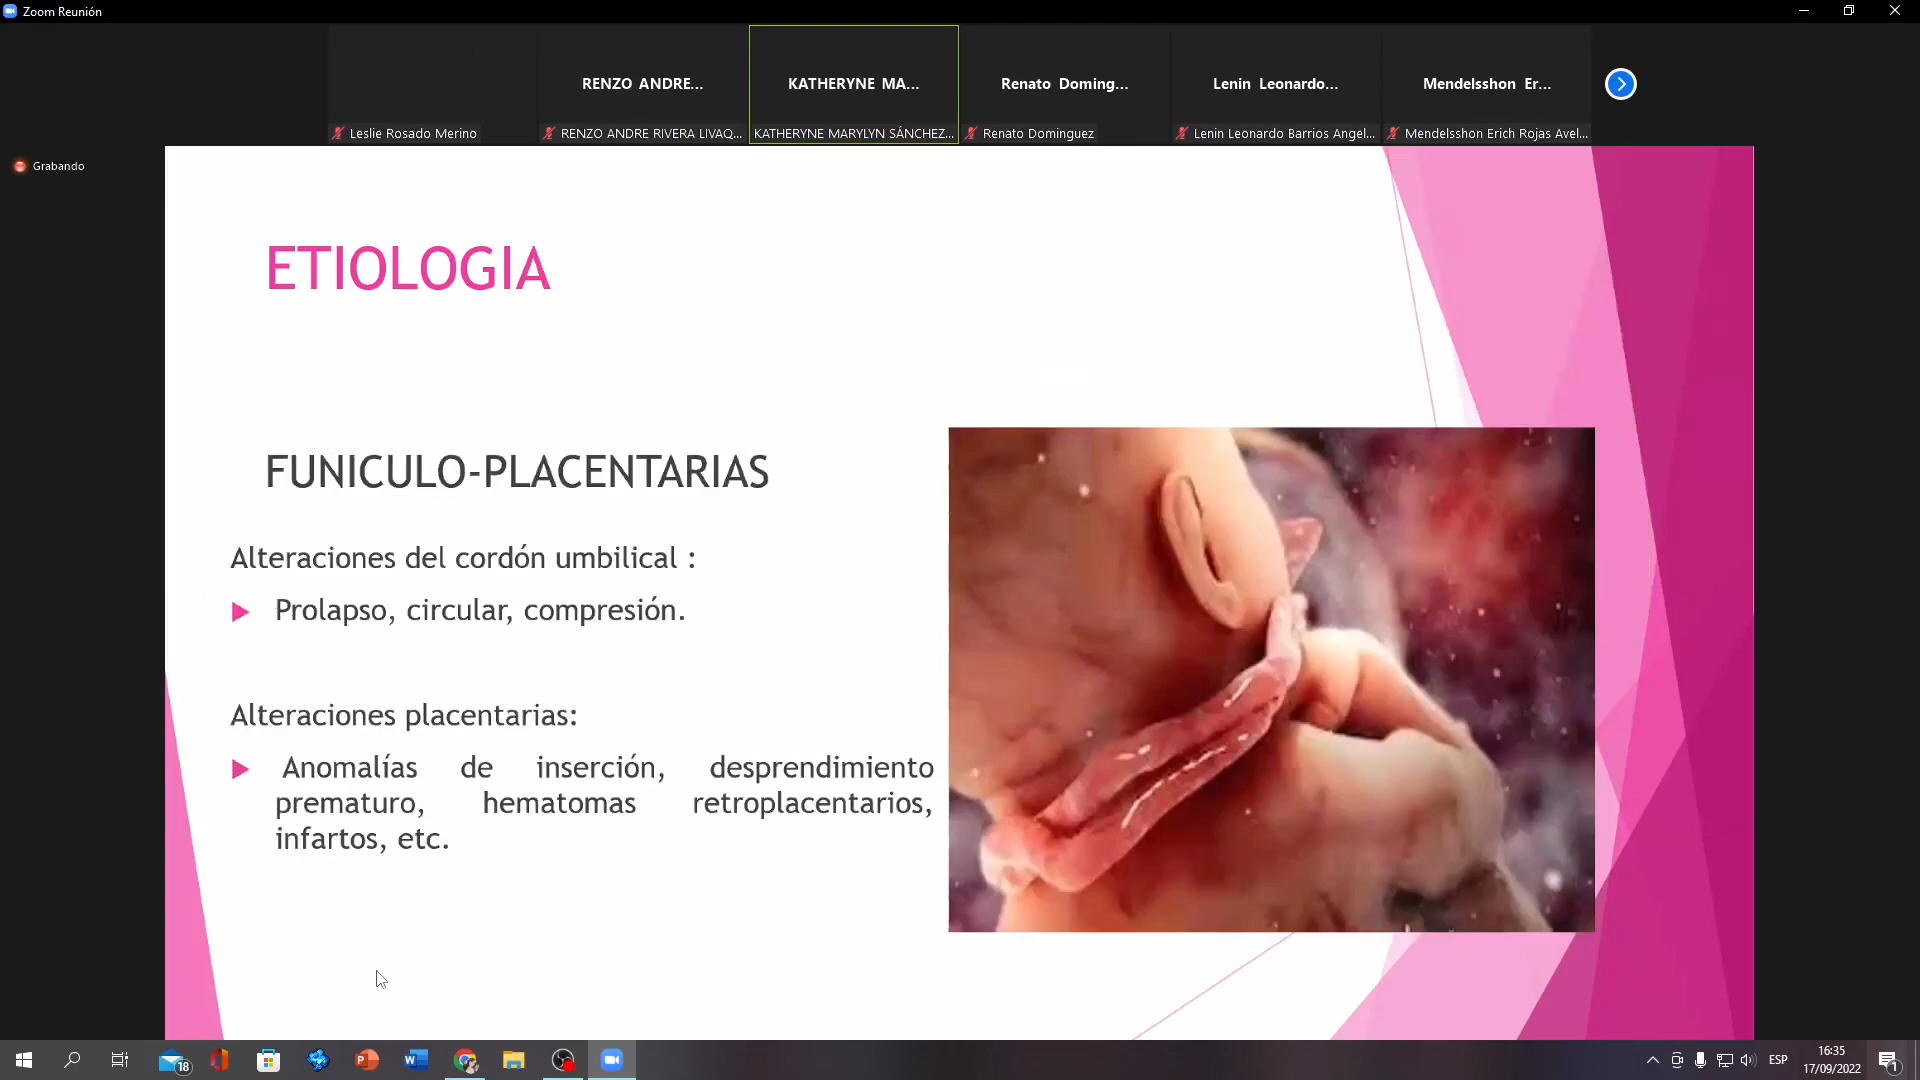 Zoom Reunión
RENZO ANDRE...
KATHERYNE MA...
Renato Doming...
Lenin Leonardo...
Mendelsshon Er...
Leslie Rosado Merino
RENZO ANDRE RIVERA LIVAQ...
KATHERYNE MARYLYN SÁNCHEZ...
Renato Dominguez
Lenin Leonardo Barrios Angel...
Mendelsshon Erich Rojas Avel...
Grabando
ETIOLOGIA
FUNICULO-PLACENTARIAS
Alteraciones del cordón umbilical :
Prolapso, circular, compresión.
Alteraciones placentarias:
Anomalías de inserción, desprendimiento
prematuro, hematomas retroplacentarios,
infartos, etc.
18
ESP
16:35
17/09/2022
1